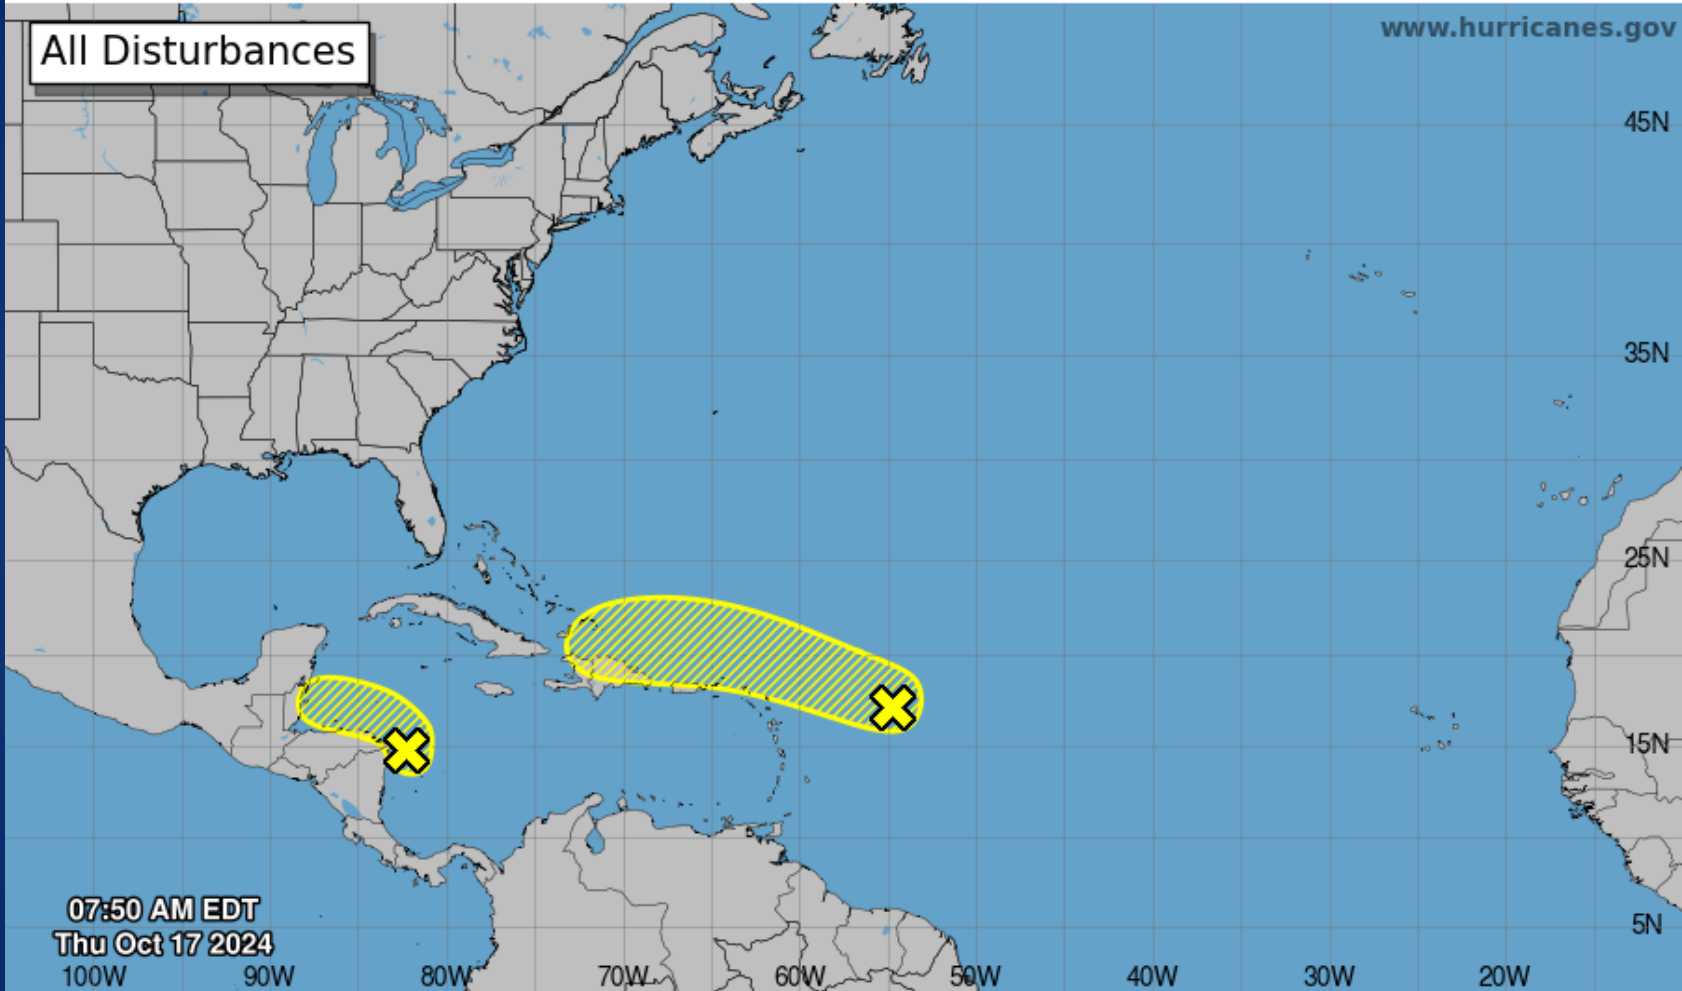 All Disturbances
www.hurricanes.gov
45N
35N
25N
15N
5N
07:50 AM EDT
Thu Oct 17 2024
100W 90W 80W 70W 60W 50W 40W 30W 20W